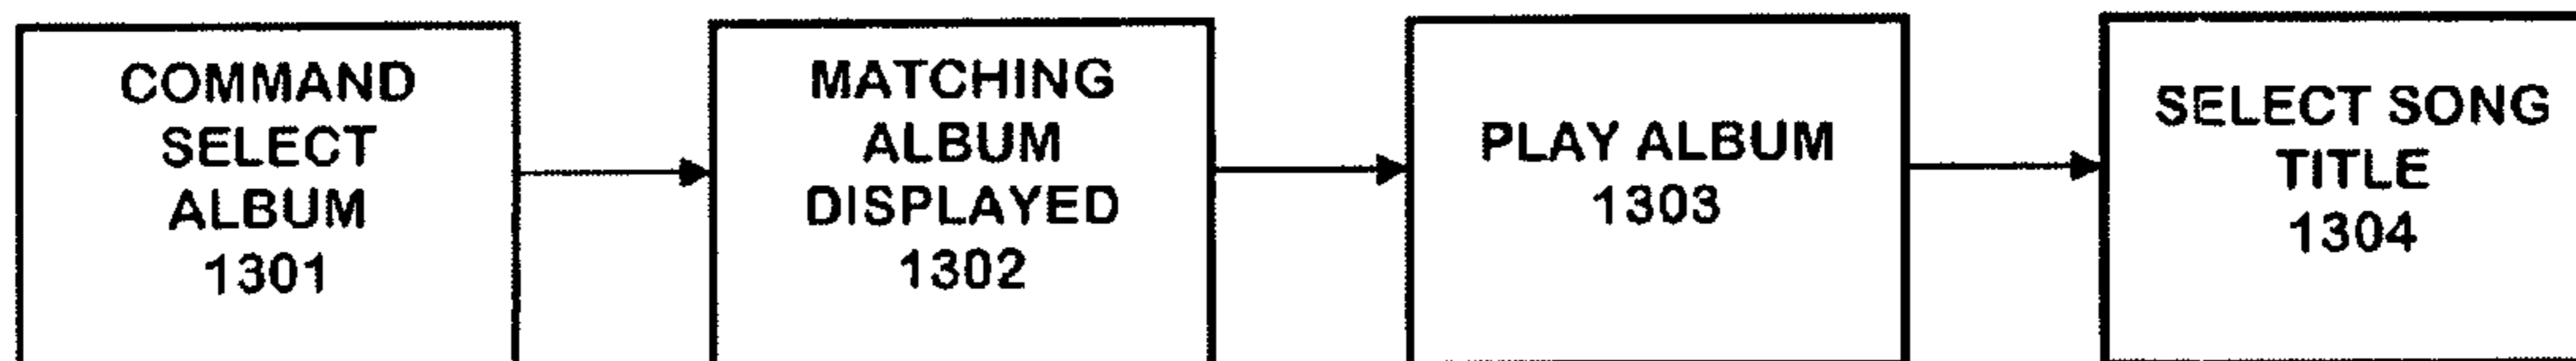 COMMAND
SELECT
ALBUM
1301
MATCHING
ALBUM
DISPLAYED
1302
PLAY ALBUM
1303
SELECT SONG
TITLE
1304